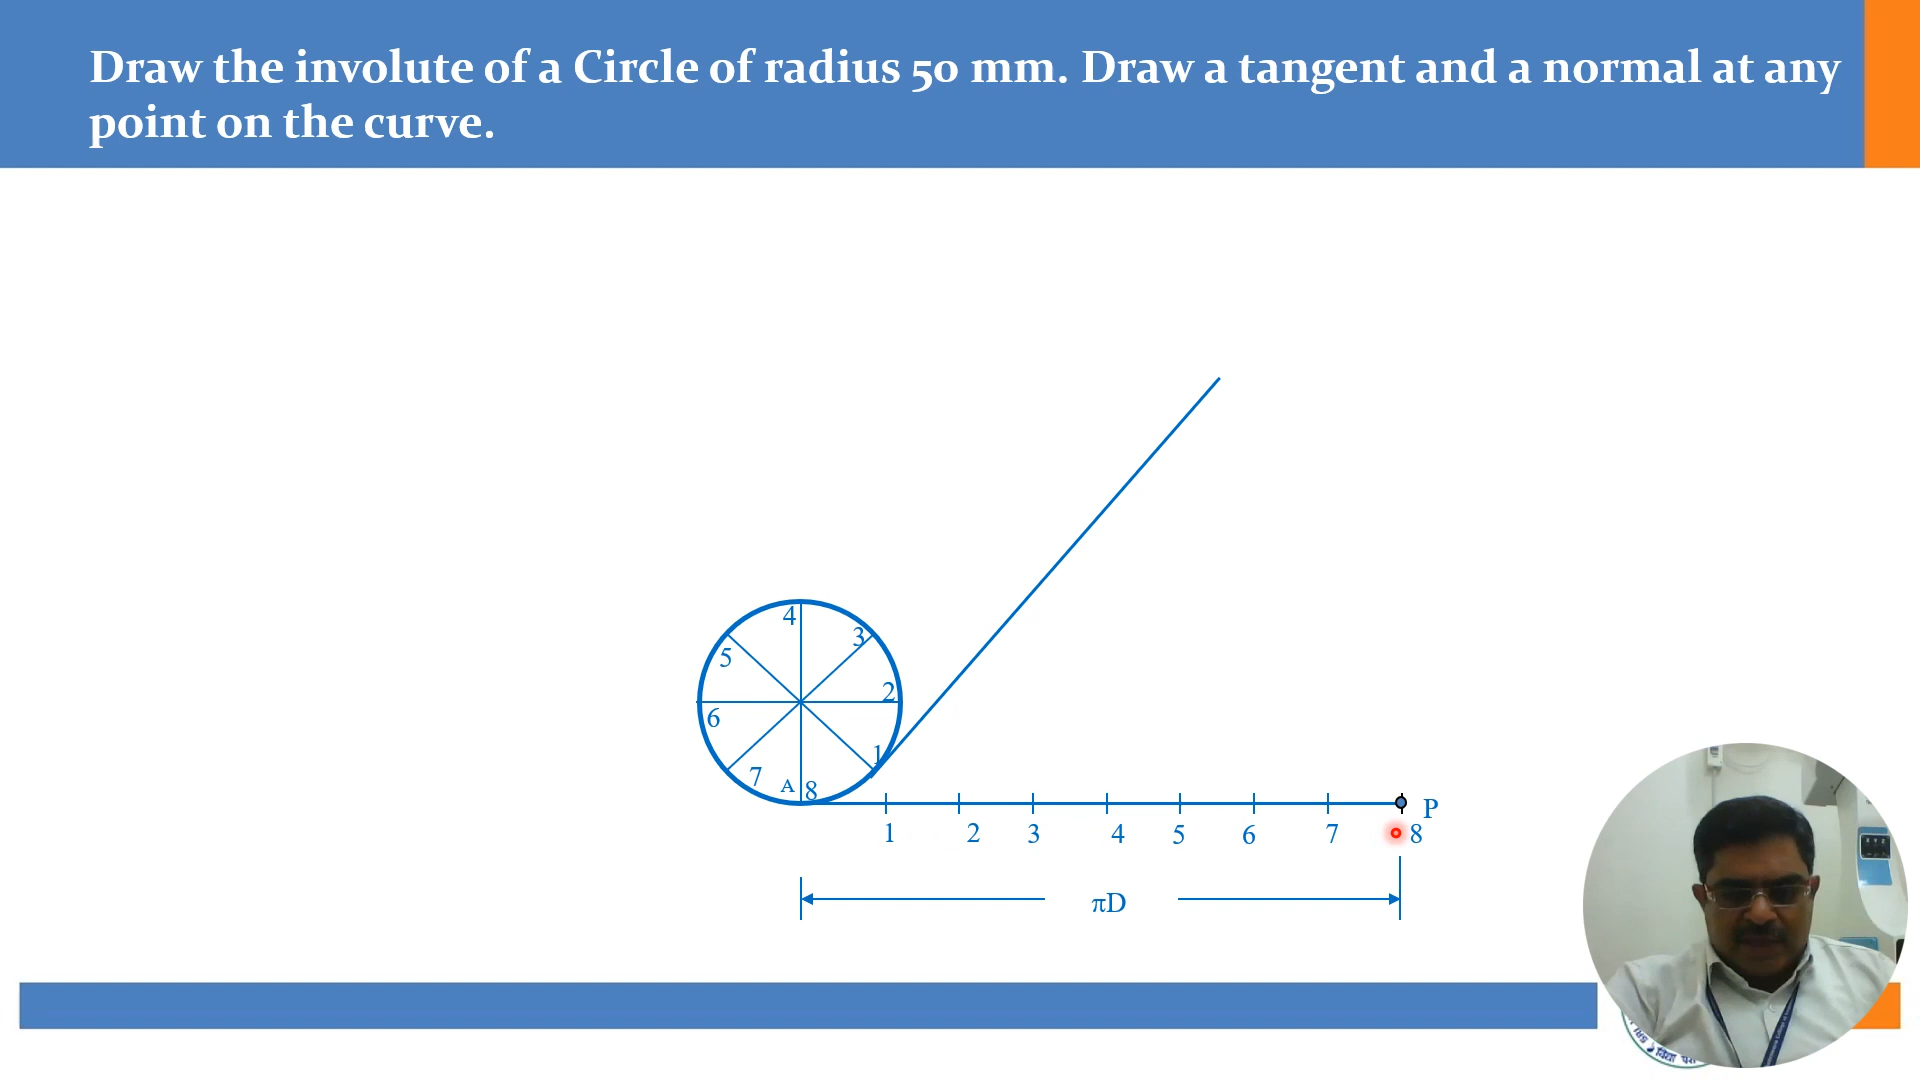 Draw the involute of a Circle of radius 50 mm. Draw a tangent and a normal at any
point on the curve.
4
3
5
2
6
1
7
A
8
P
1 2 3 4 5 6 7 8
πD